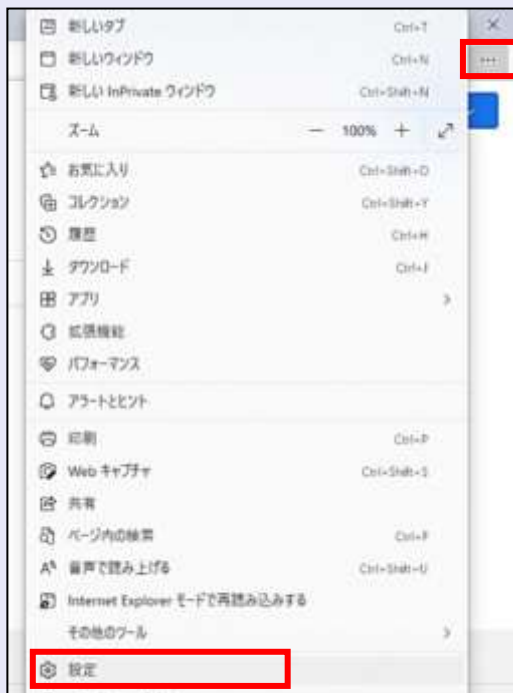 新しいタブ Ctrl+T
新しいウィンドウ Ctrl+N
新しい InPrivate ウィンドウ Ctrl+Shift+N
ズーム − 100% +
お気に入り Ctrl+Shift+O
コレクション Ctrl+Shift+Y
履歴 Ctrl+H
ダウンロード Ctrl+J
アプリ
拡張機能
パフォーマンス
アラートとヒント
印刷 Ctrl+P
Web キャプチャ Ctrl+Shift+S
共有
ページ内の検索 Ctrl+F
音声で読み上げる Ctrl+Shift+U
Internet Explorer モードで再読み込みする
その他のツール
設定